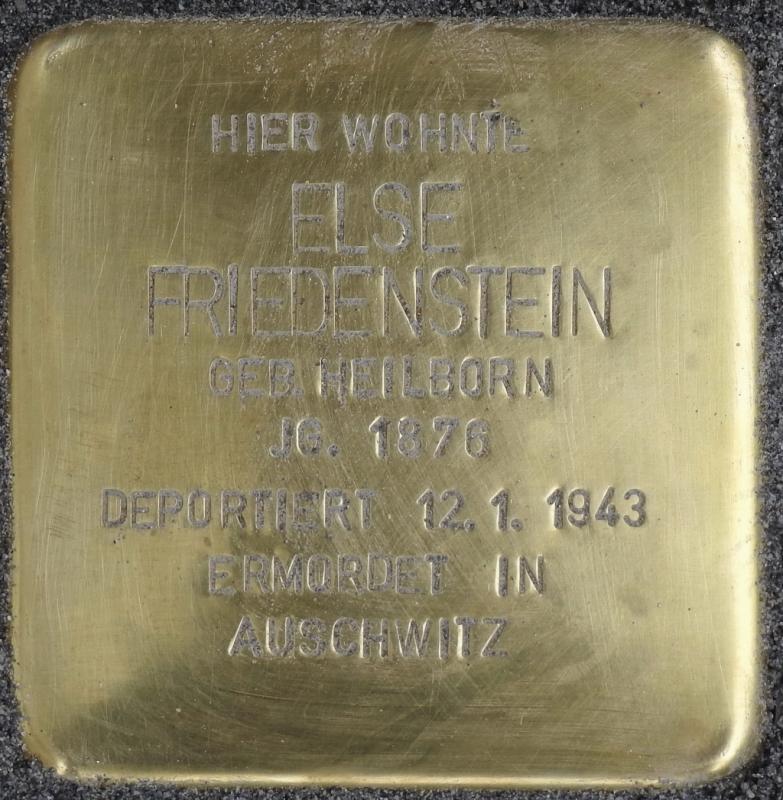 HIER WOHNTE
ELSE
FRIEDENSTEIN
GEB. HEILBORN
JG. 1876
DEPORTIERT 12.1.1943
ERMORDET IN
AUSCHWITZ